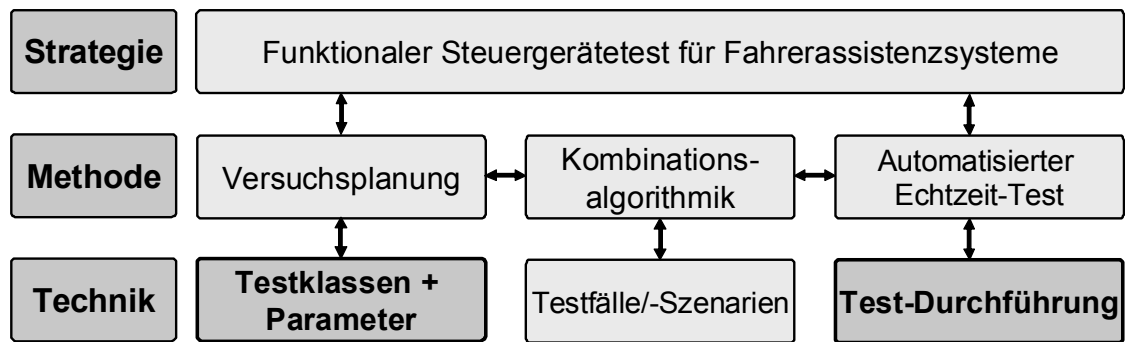 Strategie
Funktionaler Steuergerätetest für Fahrerassistenzsysteme
Methode
Versuchsplanung
Kombinations-
algorithmik
Automatisierter
Echtzeit-Test
Technik
Testklassen +
Parameter
Testfälle/-Szenarien
Test-Durchführung